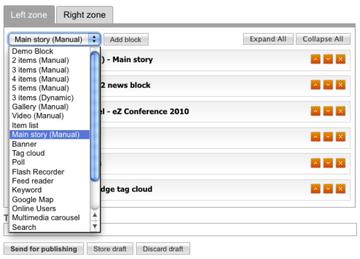 Left zone
Right zone
Main story (Manual)
Add block
Expand All
Collapse All
Demo Block
2 items (Manual)
3 items (Manual)
4 items (Manual)
5 items (Manual)
3 items (Dynamic)
Gallery (Manual)
Video (Manual)
Item list
Main story (Manual)
Banner
Tag cloud
Poll
Flash Recorder
Feed reader
Keyword
Google Map
Online Users
Multimedia carousel
Search
) - Main story
2 news block
el - eZ Conference 2010
dge tag cloud
T
Send for publishing
Store draft
Discard draft